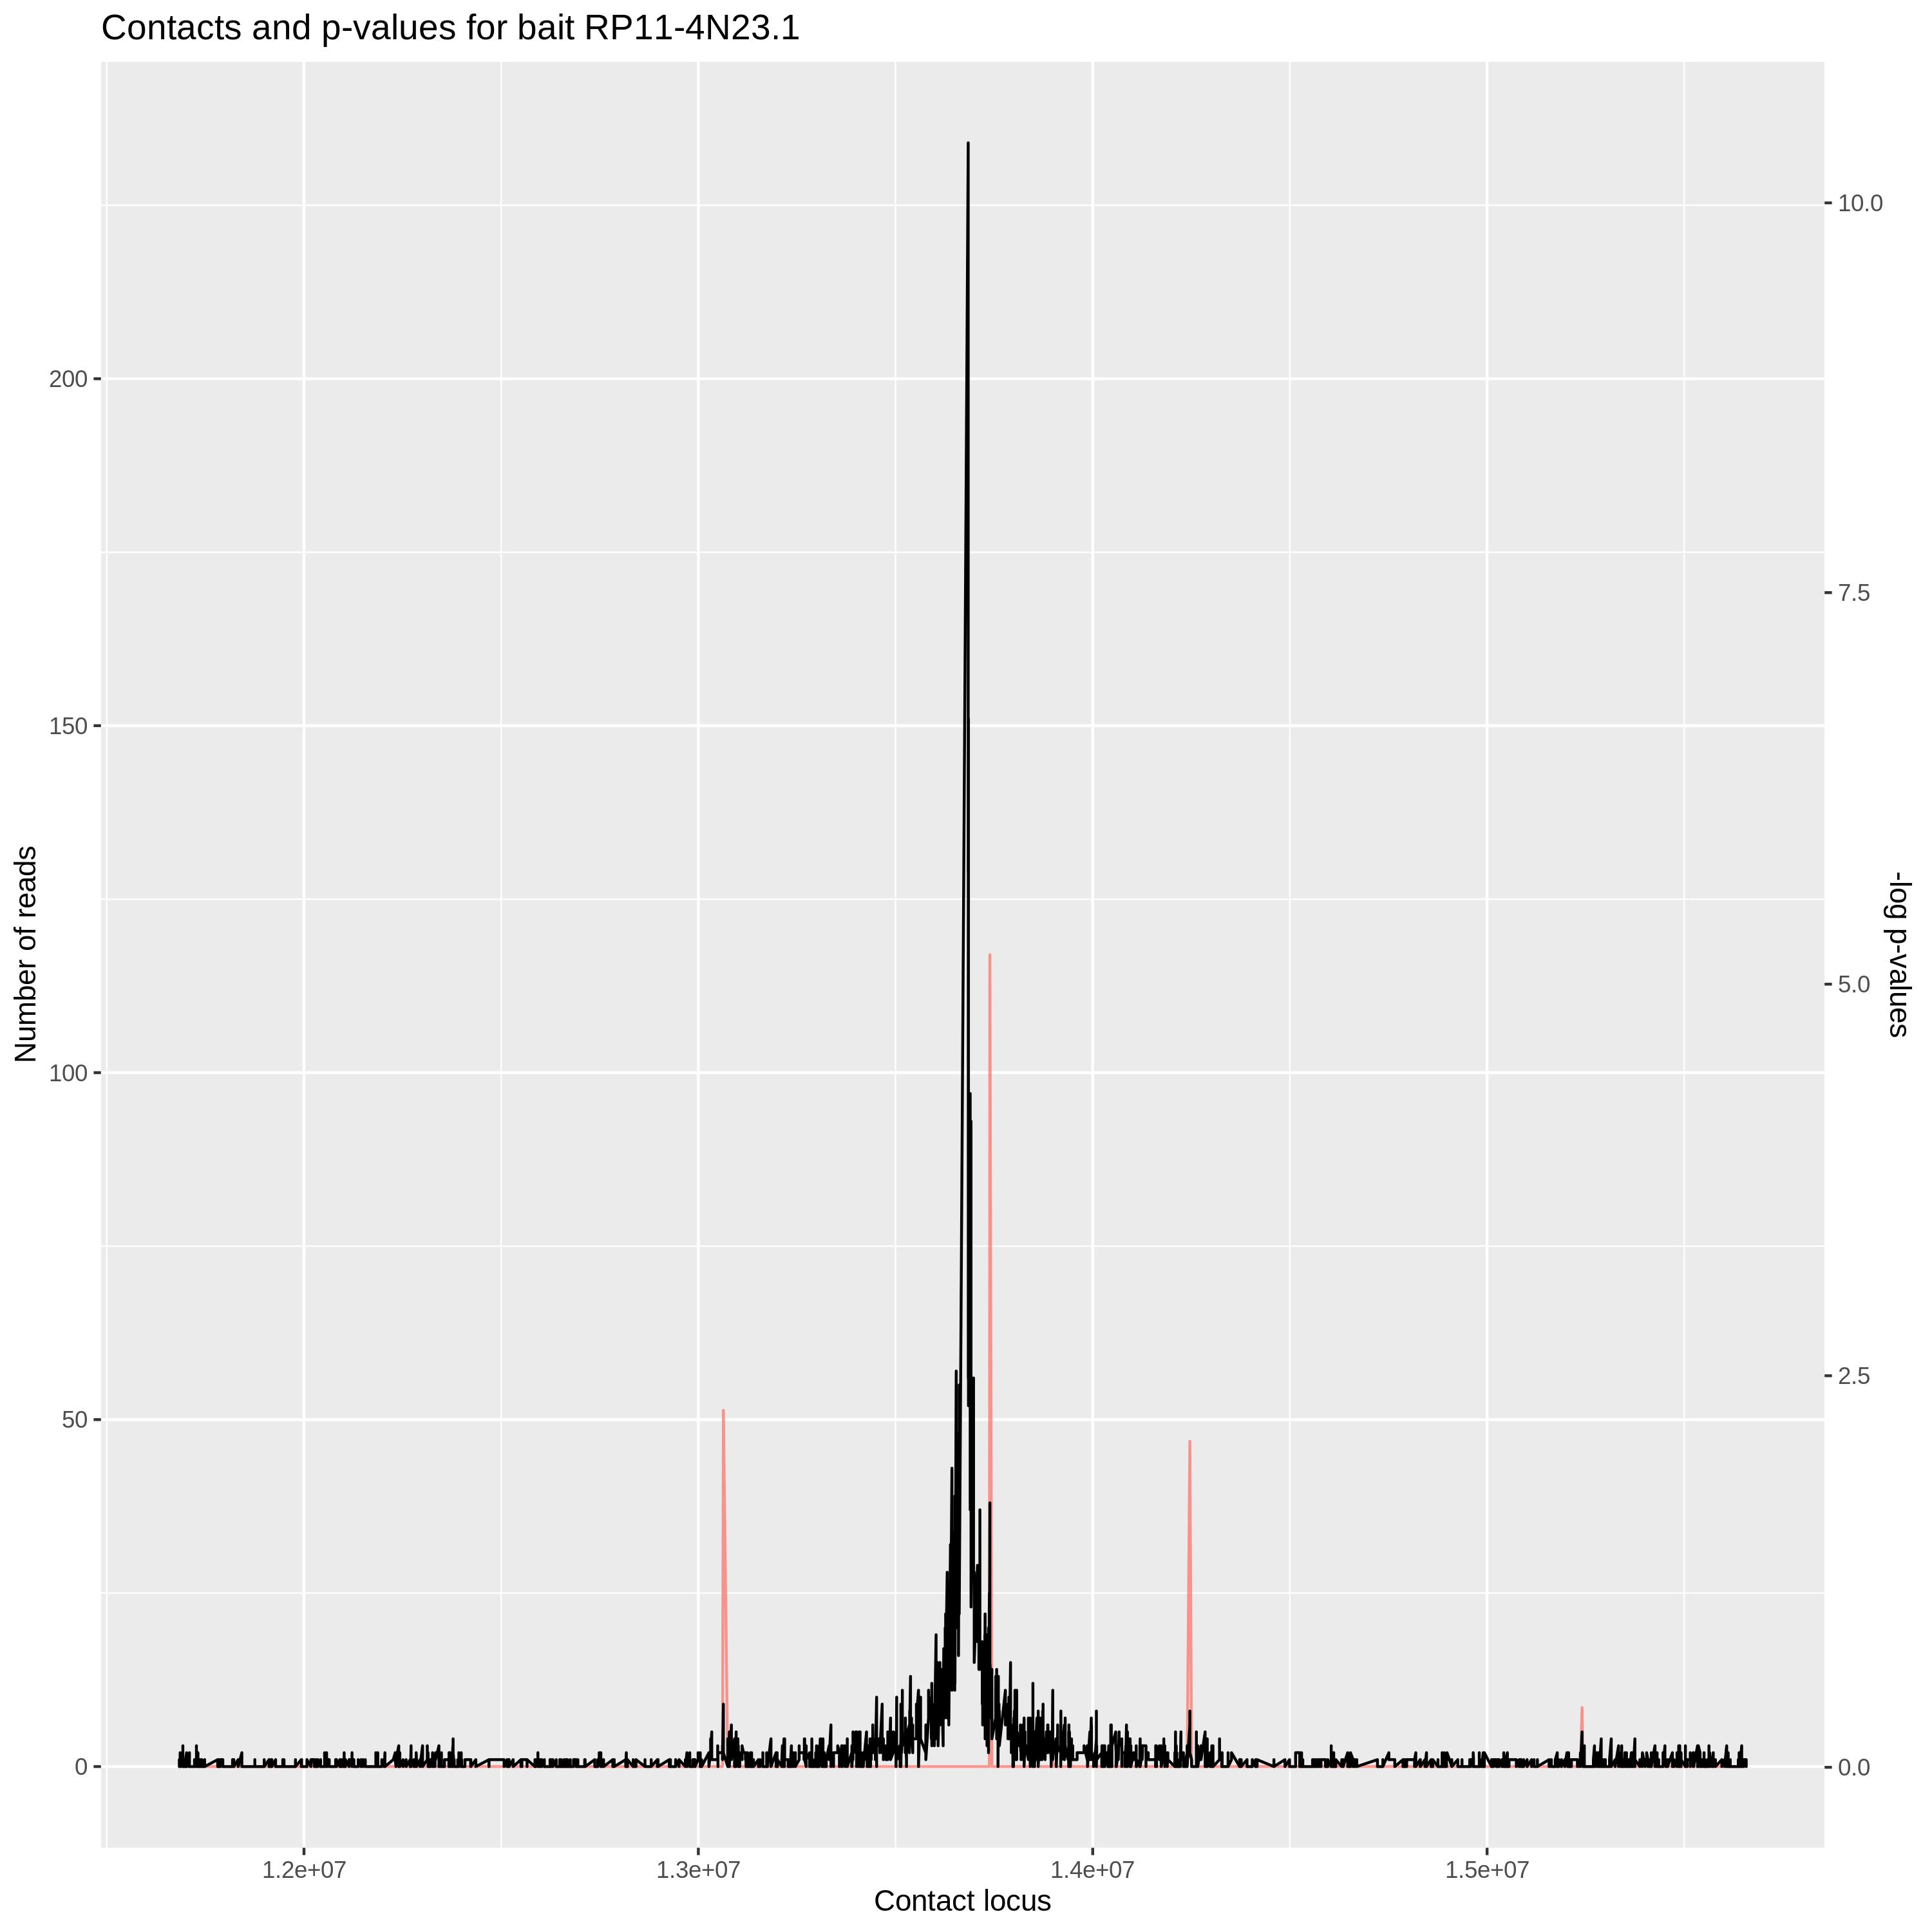 Contacts and p-values for bait RP11-4N23.1
Number of reads
200
150
100
50
0
10.0
7.5
5.0
2.5
0.0
-log p-values
1.2e+07 1.3e+07 1.4e+07 1.5e+07
Contact locus